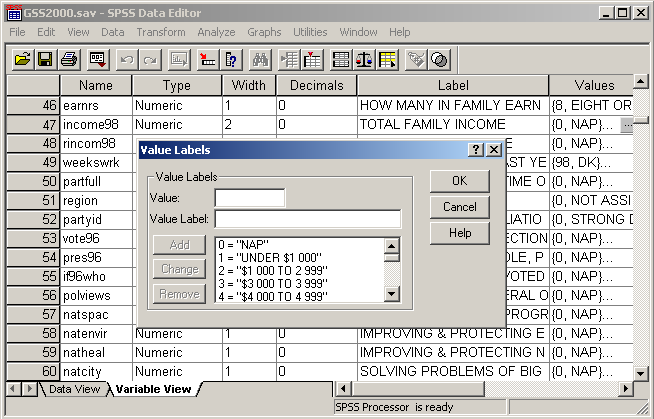 GSS2000.sav - SPSS Data Editor
File Edit View Data Transform Analyze Graphs Utilities Window Help
Name Type Width Decimals Label Values
46 earnrs Numeric 1 0 HOW MANY IN FAMILY EARN {8, EIGHT OR
47 income98 Numeric 2 0 TOTAL FAMILY INCOME {0, NAP}... ...
48 rincom98 {0, NAP}...
49 weekswrk AST YE {98, DK}...
50 partfull TIME O {0, NAP}...
51 region {0, NOT ASSI
52 partyid LIATIO {0, STRONG D
53 vote96 ECTION {0, NAP}...
54 pres96 OLE, P {0, NAP}...
55 if96who VOTED {0, NAP}...
56 polviews ERAL O {0, NAP}...
57 natspac PROGR {0, NAP}...
58 natenvir Numeric 1 0 IMPROVING & PROTECTING E {0, NAP}...
59 natheal Numeric 1 0 IMPROVING & PROTECTING N {0, NAP}...
60 natcity Numeric 1 0 SOLVING PROBLEMS OF BIG {0, NAP}...
Value Labels
Value Labels
Value:
Value Label:
Add
Change
Remove
0 = "NAP"
1 = "UNDER $1 000"
2 = "$1 000 TO 2 999"
3 = "$3 000 TO 3 999"
4 = "$4 000 TO 4 999"
OK
Cancel
Help
Data View Variable View
SPSS Processor is ready